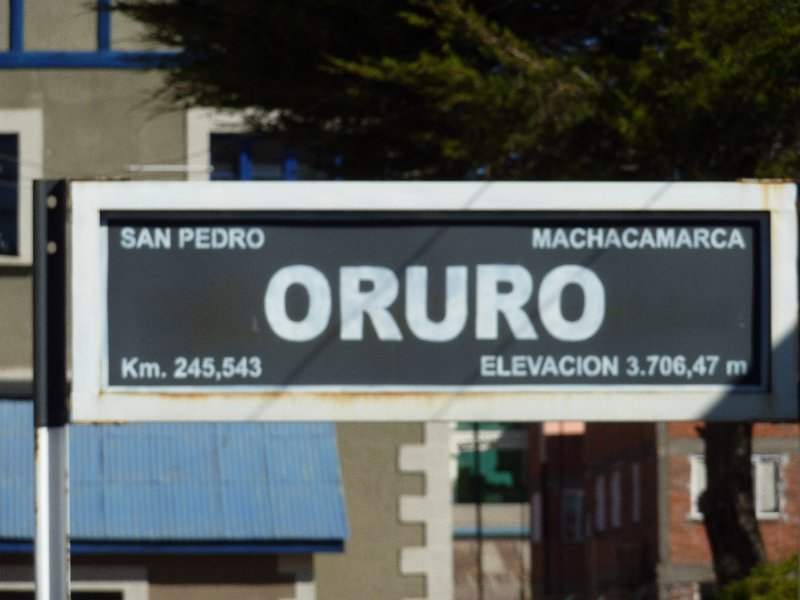 SAN PEDRO MACHACAMARCA
ORURO
Km. 245,543 ELEVACION 3.706,47 m